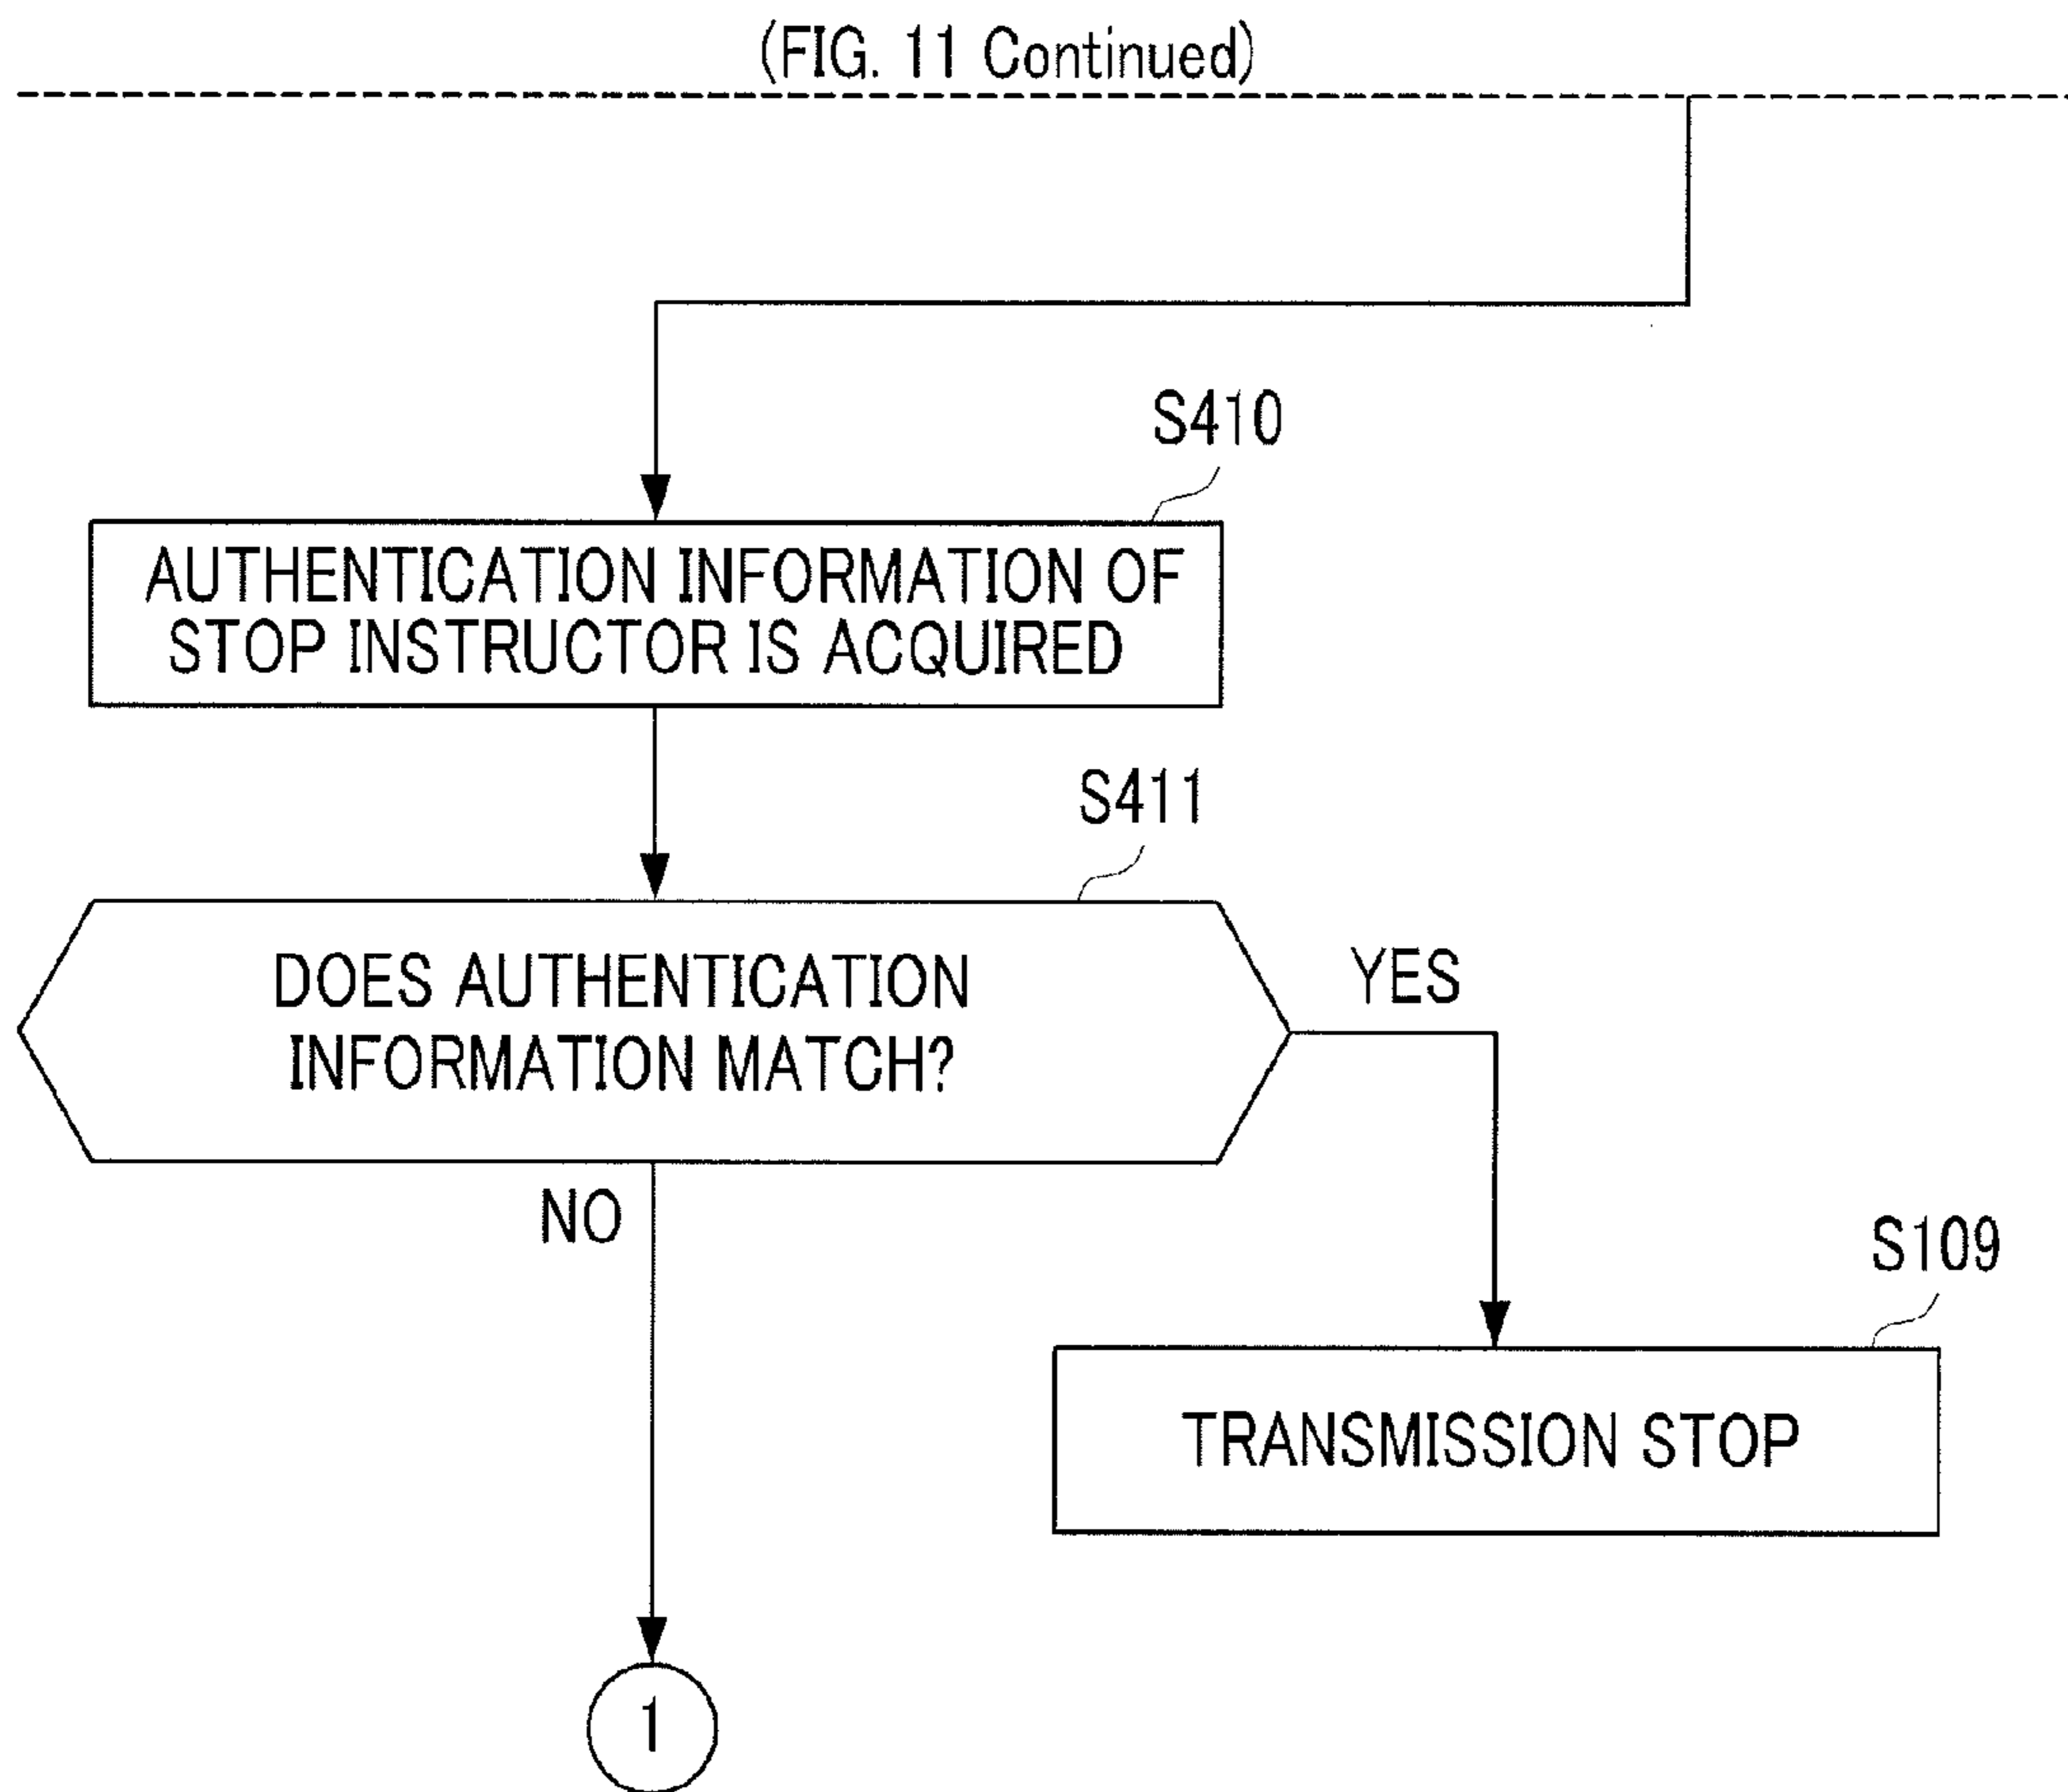 (FIG. 11 Continued)
S410
AUTHENTICATION INFORMATION OF
STOP INSTRUCTOR IS ACQUIRED
S411
DOES AUTHENTICATION
INFORMATION MATCH?
YES
NO
S109
TRANSMISSION STOP
1